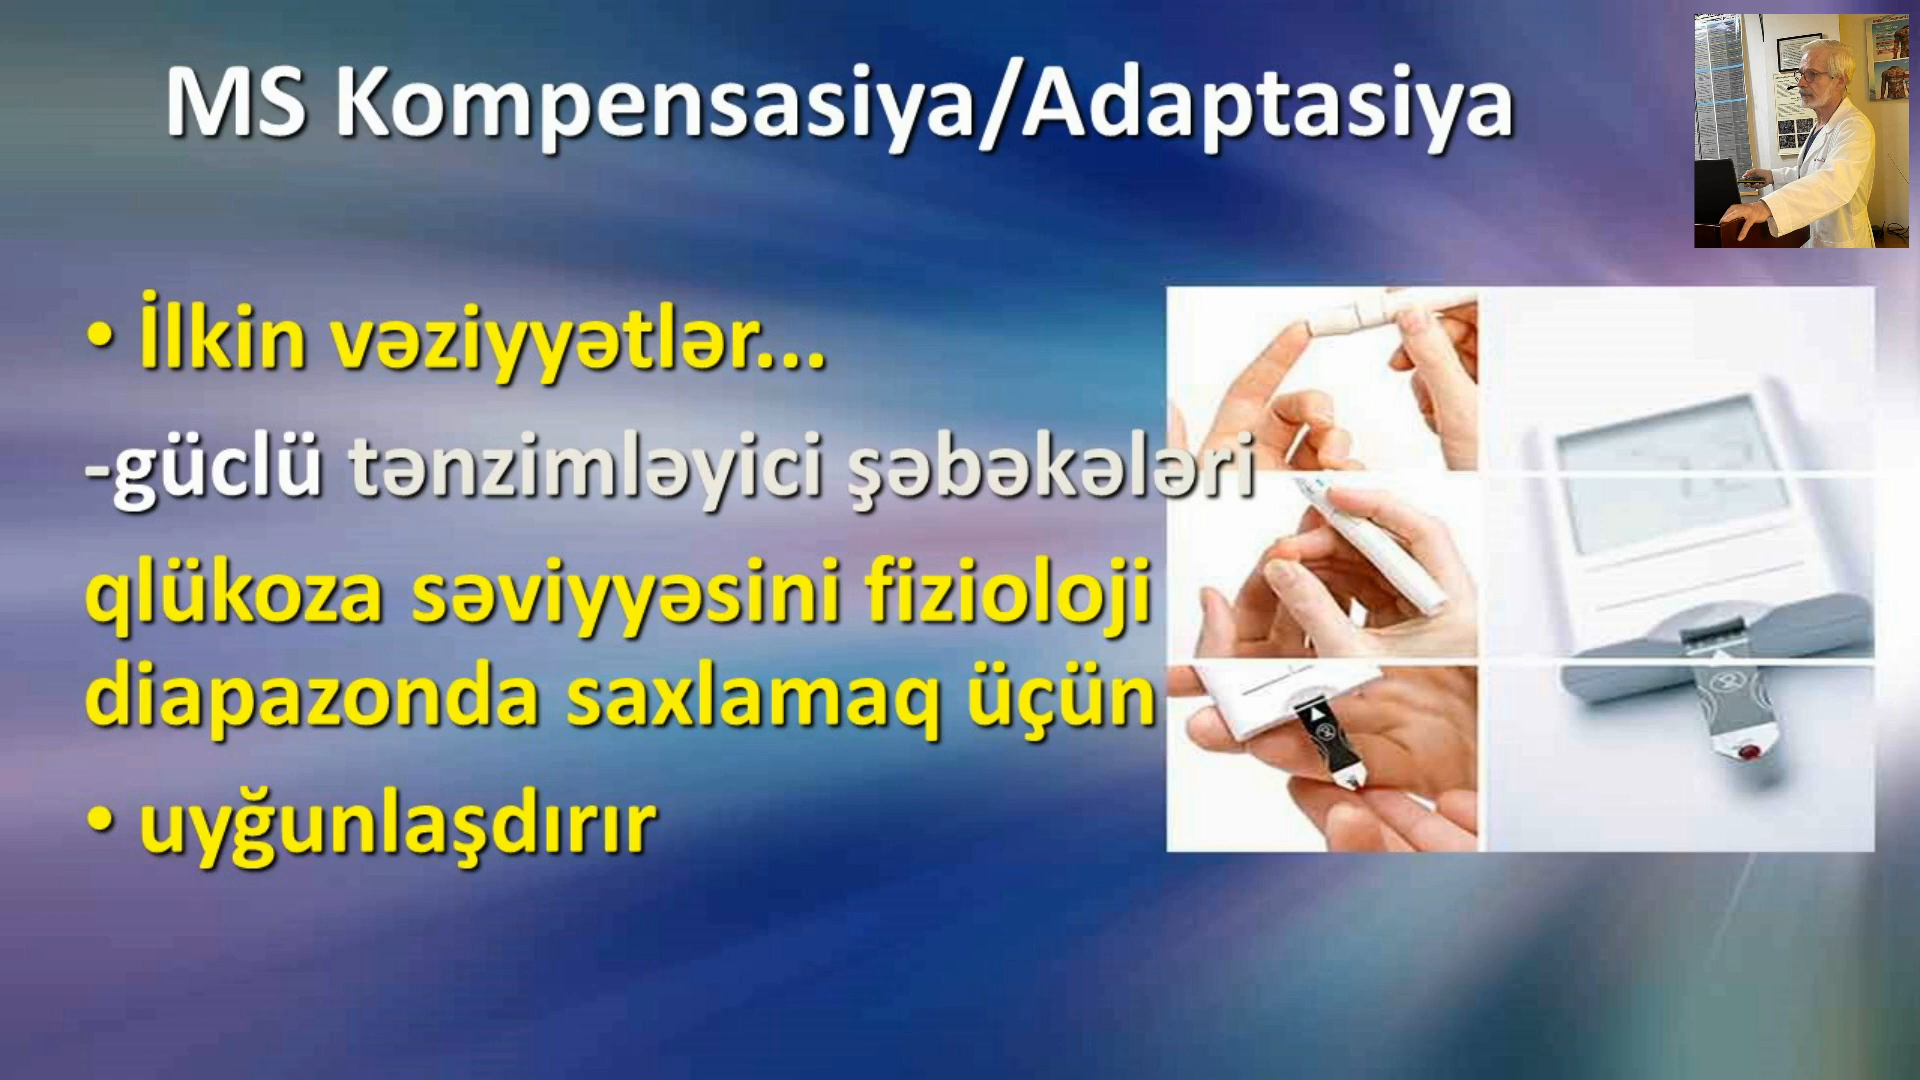 MS Kompensasiya/Adaptasiya
• İlkin vəziyyətlər...
-güclü tənzimləyici şəbəkələri
qlükoza səviyyəsini fizioloji
diapazonda saxlamaq üçün
• uyğunlaşdırır